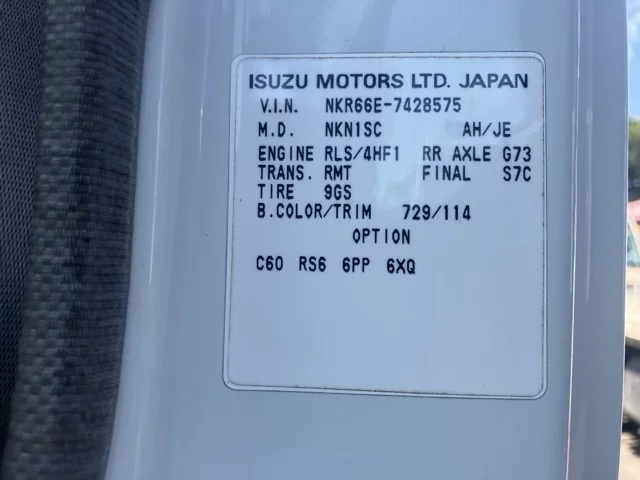 ISUZU MOTORS LTD. JAPAN
V.I.N. NKR66E-7428575
M.D. NKN1SC AH/JE
ENGINE RLS/4HF1 RR AXLE G73
TRANS. RMT FINAL S7C
TIRE 9GS
B.COLOR/TRIM 729/114
OPTION
C60 RS6 6PP 6XQ